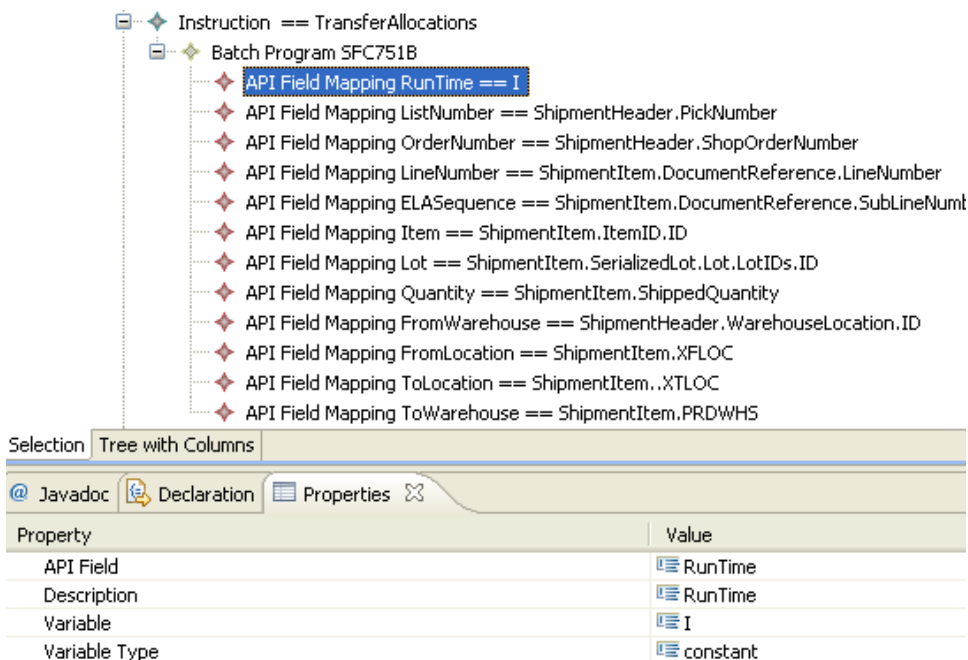 Instruction == TransferAllocations
Batch Program SFC751B
API Field Mapping RunTime == I
API Field Mapping ListNumber == ShipmentHeader.PickNumber
API Field Mapping OrderNumber == ShipmentHeader.ShopOrderNumber
API Field Mapping LineNumber == ShipmentItem.DocumentReference.LineNumber
API Field Mapping ELASequence == ShipmentItem.DocumentReference.SubLineNumb
API Field Mapping Item == ShipmentItem.ItemID.ID
API Field Mapping Lot == ShipmentItem.SerializedLot.Lot.LotIDs.ID
API Field Mapping Quantity == ShipmentItem.ShippedQuantity
API Field Mapping FromWarehouse == ShipmentHeader.WarehouseLocation.ID
API Field Mapping FromLocation == ShipmentItem.XFLOC
API Field Mapping ToLocation == ShipmentItem..XTLOC
API Field Mapping ToWarehouse == ShipmentItem.PRDWHS
Selection Tree with Columns
@ Javadoc Declaration Properties
Property Value
API Field RunTime
Description RunTime
Variable I
Variable Type constant